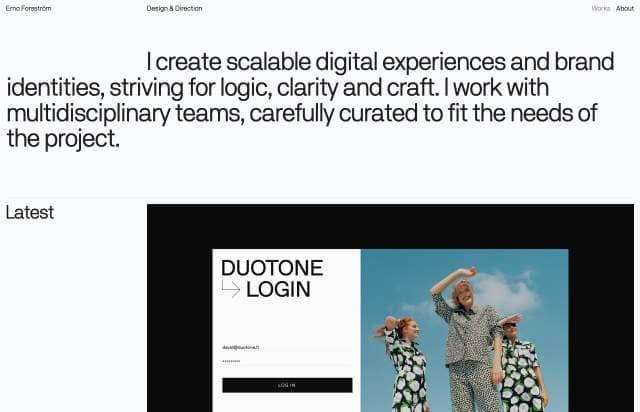 Erno Forsström
Design & Direction
Works About
I create scalable digital experiences and brand
identities, striving for logic, clarity and craft. I work with
multidisciplinary teams, carefully curated to fit the needs of
the project.
Latest
DUOTONE
LOGIN
david@duotone.fi
LOG IN